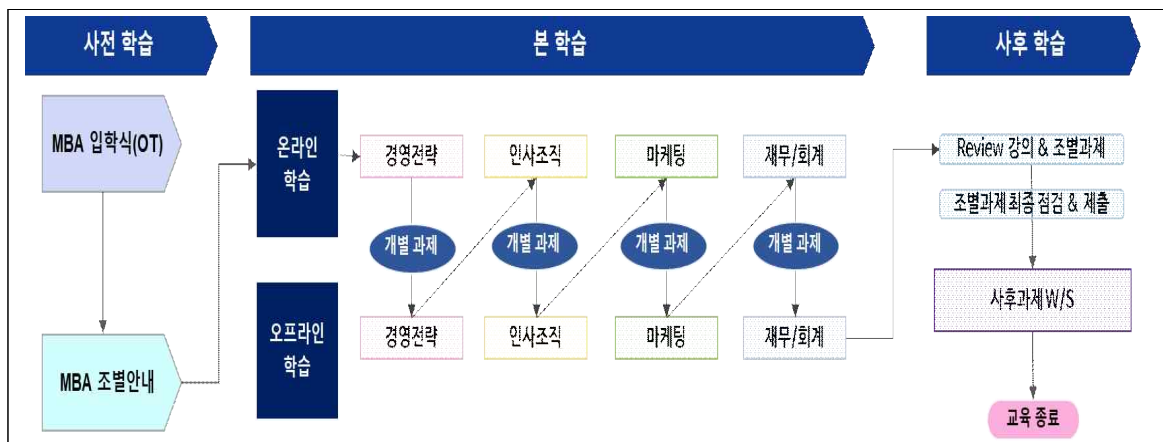 사전 학습
본 학습
사후 학습
MBA 입학식(OT)
MBA 조별안내
온라인
학습
오프라인
학습
경영전략
인사조직
마케팅
재무/회계
개별 과제
개별 과제
개별 과제
개별 과제
경영전략
인사조직
마케팅
재무/회계
Review 강의 & 조별과제
조별과제 최종 점검 & 제출
사후과제 W/S
교육 종료